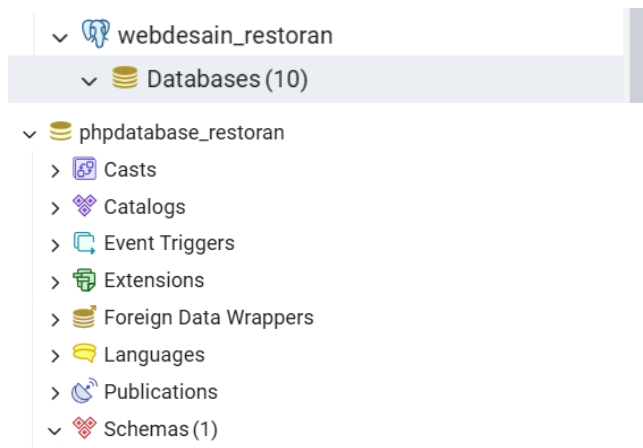 webdesain_restoran
Databases (10)
phpdatabase_restoran
Casts
Catalogs
Event Triggers
Extensions
Foreign Data Wrappers
Languages
Publications
Schemas (1)